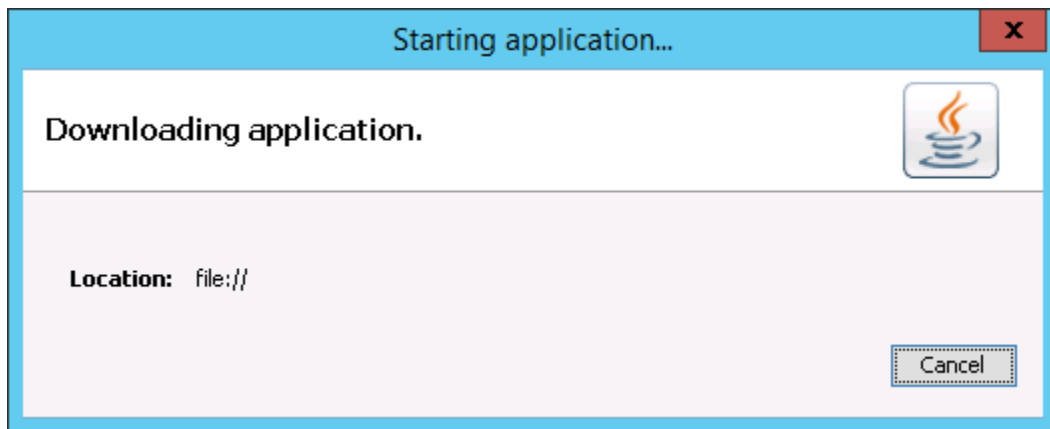 Starting application...
x
Downloading application.
Location: file://
Cancel